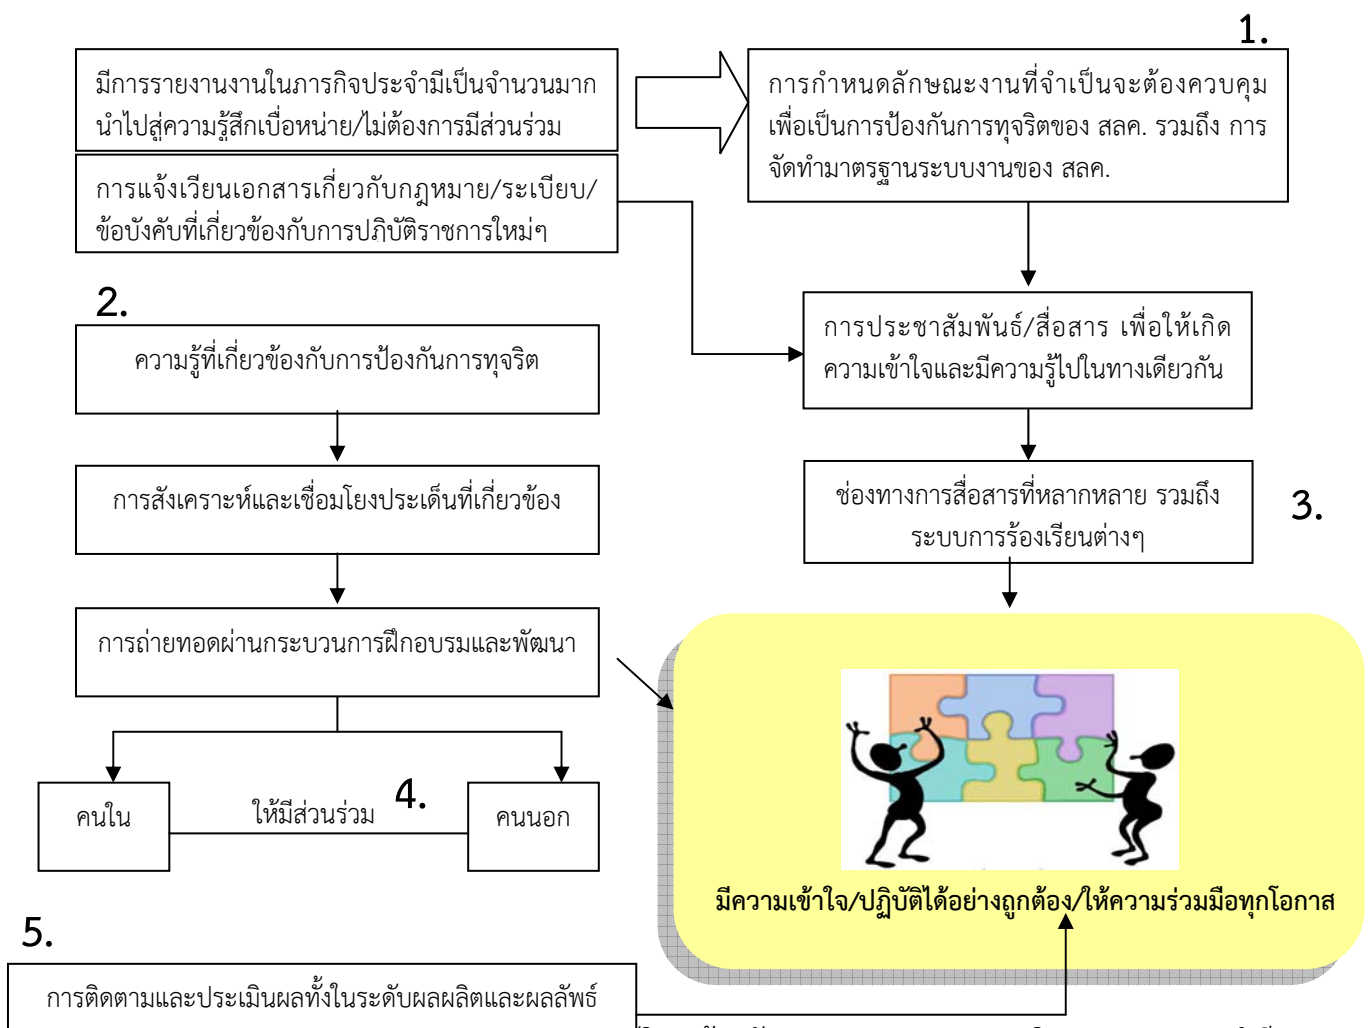 1.
มีการรายงานงานในภารกิจประจำมีเป็นจำนวนมาก
นำไปสู่ความรู้สึกเบื่อหน่าย/ไม่ต้องการมีส่วนร่วม
การกำหนดลักษณะงานที่จำเป็นจะต้องควบคุม
เพื่อเป็นการป้องกันการทุจริตของ สลค. รวมถึง การ
จัดทำมาตรฐานระบบงานของ สลค.
การแจ้งเวียนเอกสารเกี่ยวกับกฎหมาย/ระเบียบ/
ข้อบังคับที่เกี่ยวข้องกับการปฏิบัติราชการใหม่ๆ
2.
ความรู้ที่เกี่ยวข้องกับการป้องกันการทุจริต
การประชาสัมพันธ์/สื่อสาร เพื่อให้เกิด
ความเข้าใจและมีความรู้ไปในทางเดียวกัน
การสังเคราะห์และเชื่อมโยงประเด็นที่เกี่ยวข้อง
ช่องทางการสื่อสารที่หลากหลาย รวมถึง
ระบบการร้องเรียนต่างๆ
3.
การถ่ายทอดผ่านกระบวนการฝึกอบรมและพัฒนา
คนใน
ให้มีส่วนร่วม
4.
คนนอก
มีความเข้าใจ/ปฏิบัติได้อย่างถูกต้อง/ให้ความร่วมมือทุกโอกาส
5.
การติดตามและประเมินผลทั้งในระดับผลผลิตและผลลัพธ์